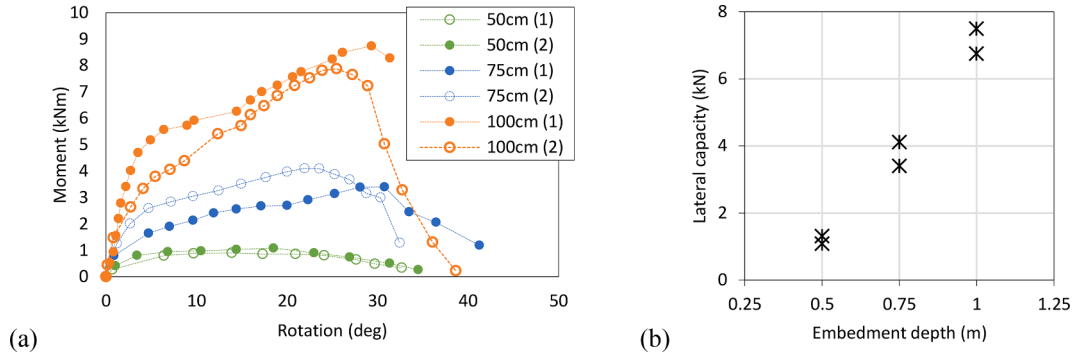 10
9
8
7
6
5
4
3
2
1
0
Moment (kNm)
0 10 20 30 40 50
Rotation (deg)
50cm (1)
50cm (2)
75cm (1)
75cm (2)
100cm (1)
100cm (2)
(a)
8
6
4
2
0
Lateral capacity (kN)
0.25 0.5 0.75 1 1.25
Embedment depth (m)
(b)